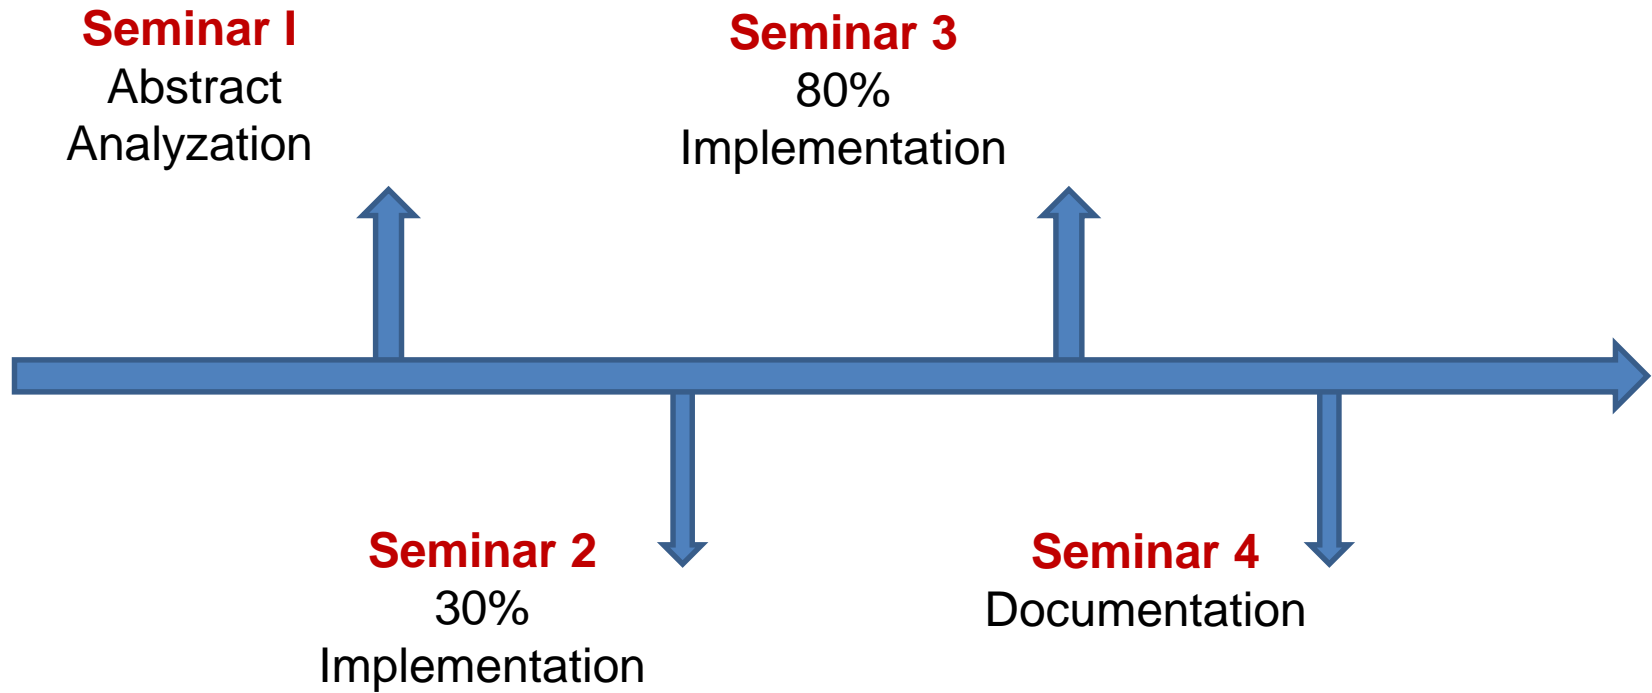 Seminar I
Abstract
Analyzation
Seminar 3
80%
Implementation
Seminar 2
30%
Implementation
Seminar 4
Documentation